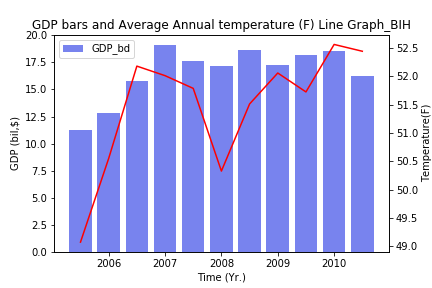 GDP bars and Average Annual temperature (F) Line Graph_BIH
GDP_bd
20.0
17.5
15.0
12.5
10.0
7.5
5.0
2.5
0.0
GDP (bil,$)
52.5
52.0
51.5
51.0
50.5
50.0
49.5
49.0
Temperature(F)
2006 2007 2008 2009 2010
Time (Yr.)